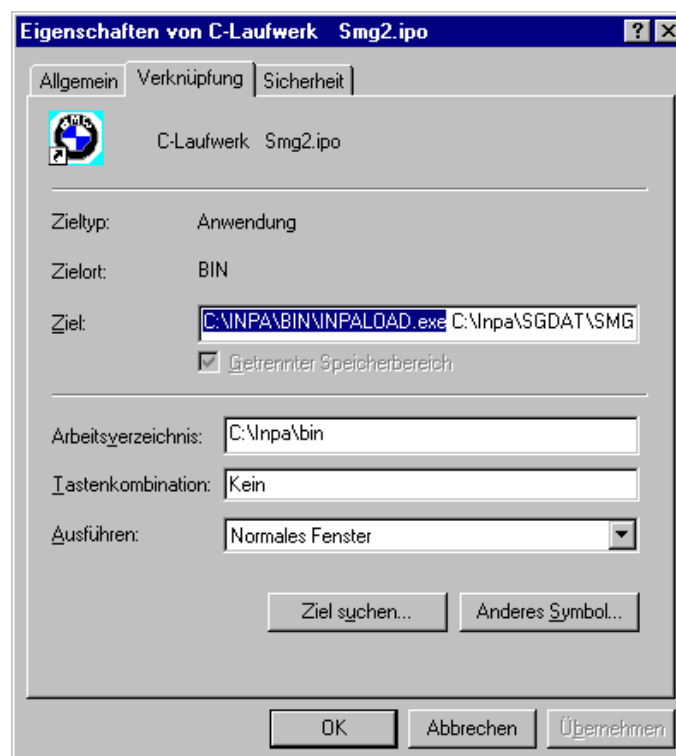 Eigenschaften von C-Laufwerk Smg2.ipo
Allgemein Verknüpfung Sicherheit
SMG
C-Laufwerk Smg2.ipo
Zieltyp: Anwendung
Zielort: BIN
Ziel: C:\INPA\BIN\INPALOAD.exe C:\Inpa\SGDAT\SMG
Getrennter Speicherbereich
Arbeitsverzeichnis: C:\Inpa\bin
Tastenkombination: Kein
Ausführen: Normales Fenster
Ziel suchen... Anderes Symbol...
OK Abbrechen Übernehmen